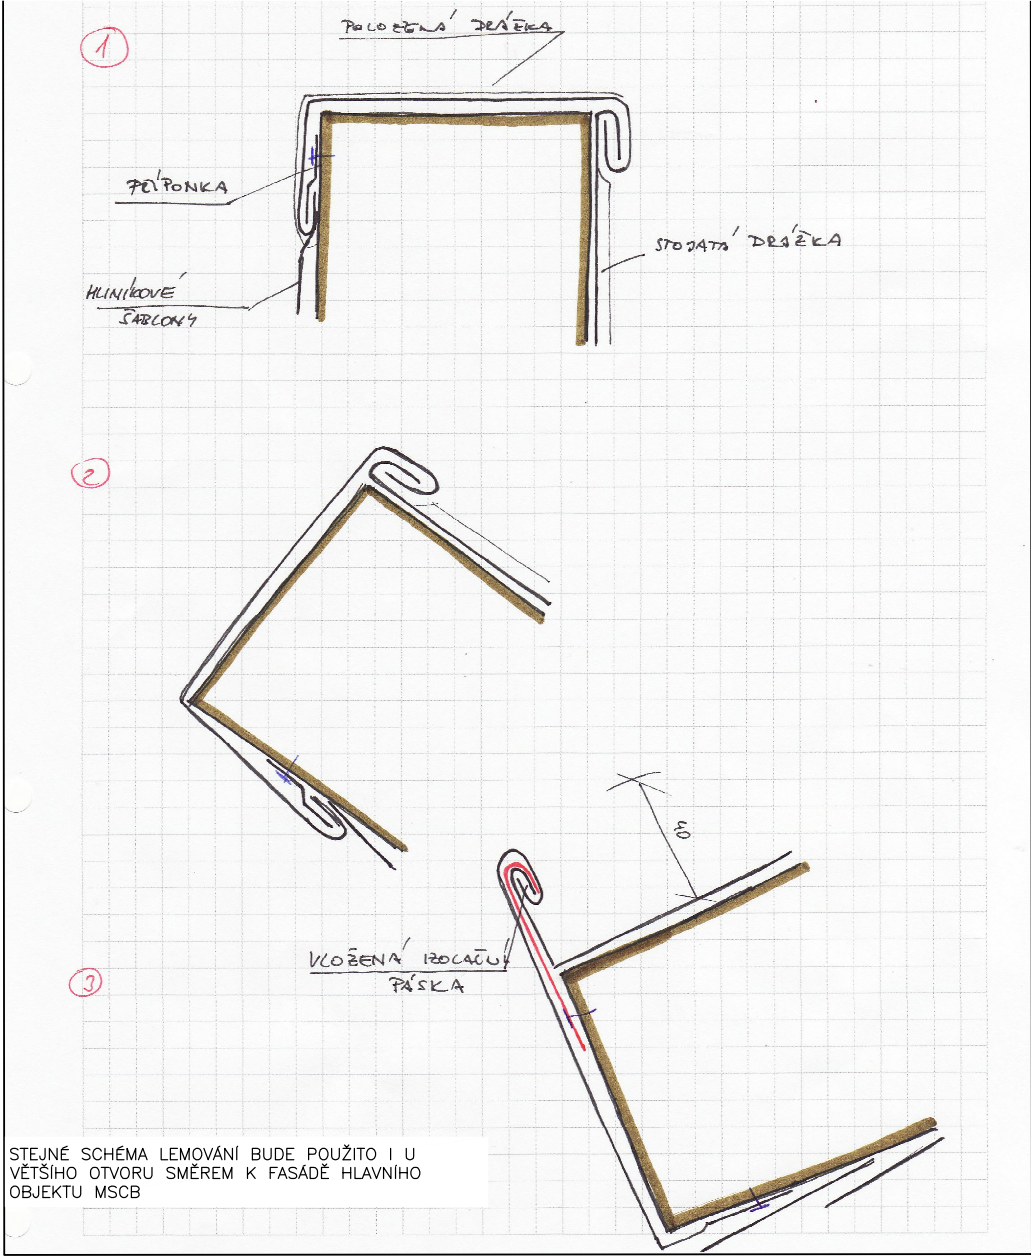 1
POLOŽENÁ DRÁŽKA
PŘÍPONKA
STOJATÁ DRÁŽKA
HLINÍKOVÉ
ŠABLONY
2
40
VLOŽENÁ IZOLAČNÍ
PÁSKA
3
STEJNÉ SCHÉMA LEMOVÁNÍ BUDE POUŽITO I U
VĚTŠÍHO OTVORU SMĚREM K FASÁDĚ HLAVNÍHO
OBJEKTU MSCB